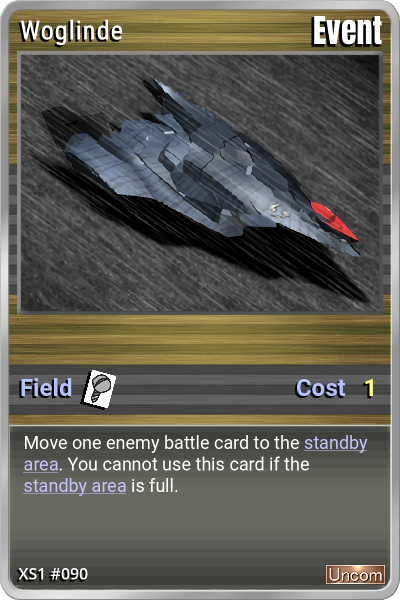 Woglinde
Event
Field
Cost 1
Move one enemy battle card to the standby
area. You cannot use this card if the
standby area is full.
XS1 #090
Uncom